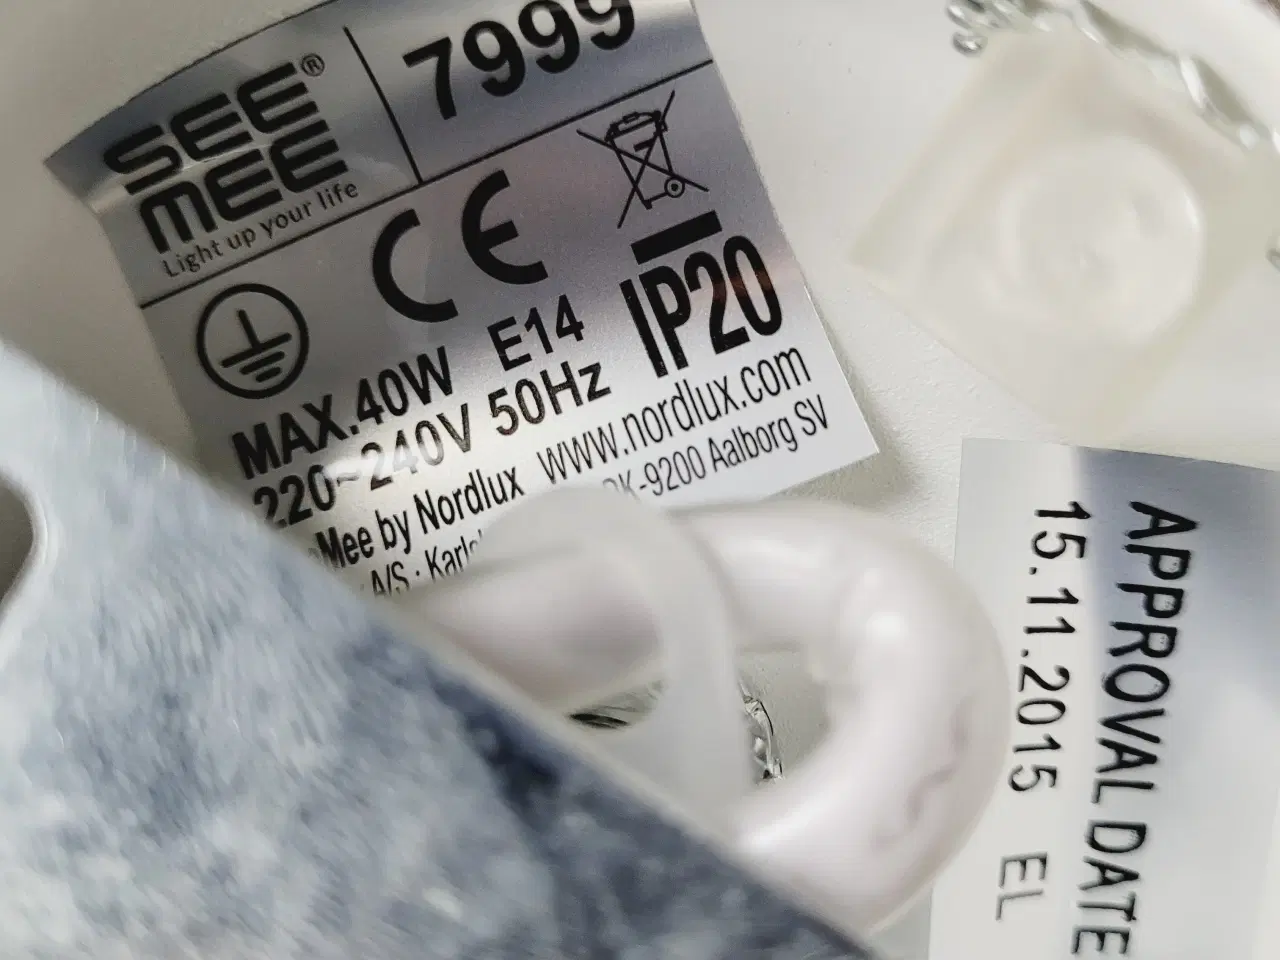 SEE
MEE®
Light up your life
7999
CE
IP20
MAX.40W E14
220~240V 50Hz
Mee by Nordlux www.nordlux.com
A/S · DK-9200 Aalborg SV
APPROVAL DATE
15.11.2015 EL